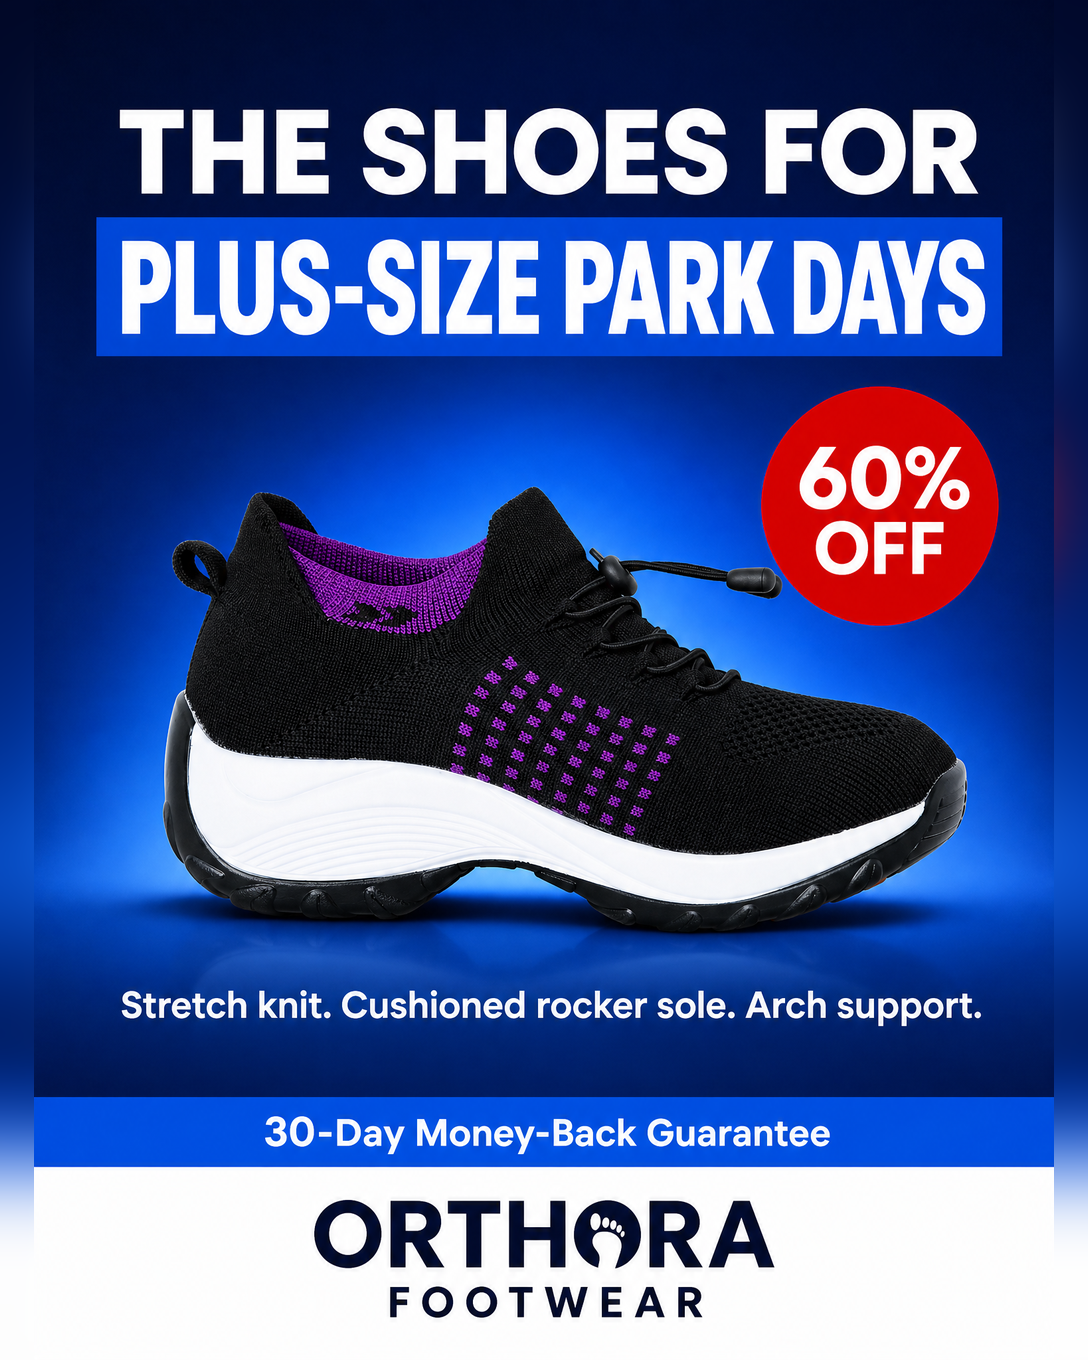 THE SHOES FOR
PLUS-SIZE PARK DAYS
60%
OFF
Stretch knit. Cushioned rocker sole. Arch support.
30-Day Money-Back Guarantee
ORTHORA
FOOTWEAR